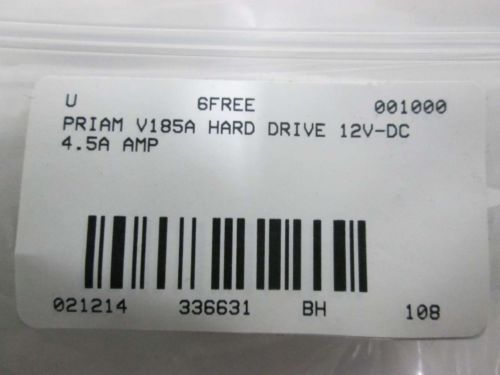 U 6FREE 001000
PRIAM V185A HARD DRIVE 12V-DC
4.5A AMP
021214 336631 BH 108